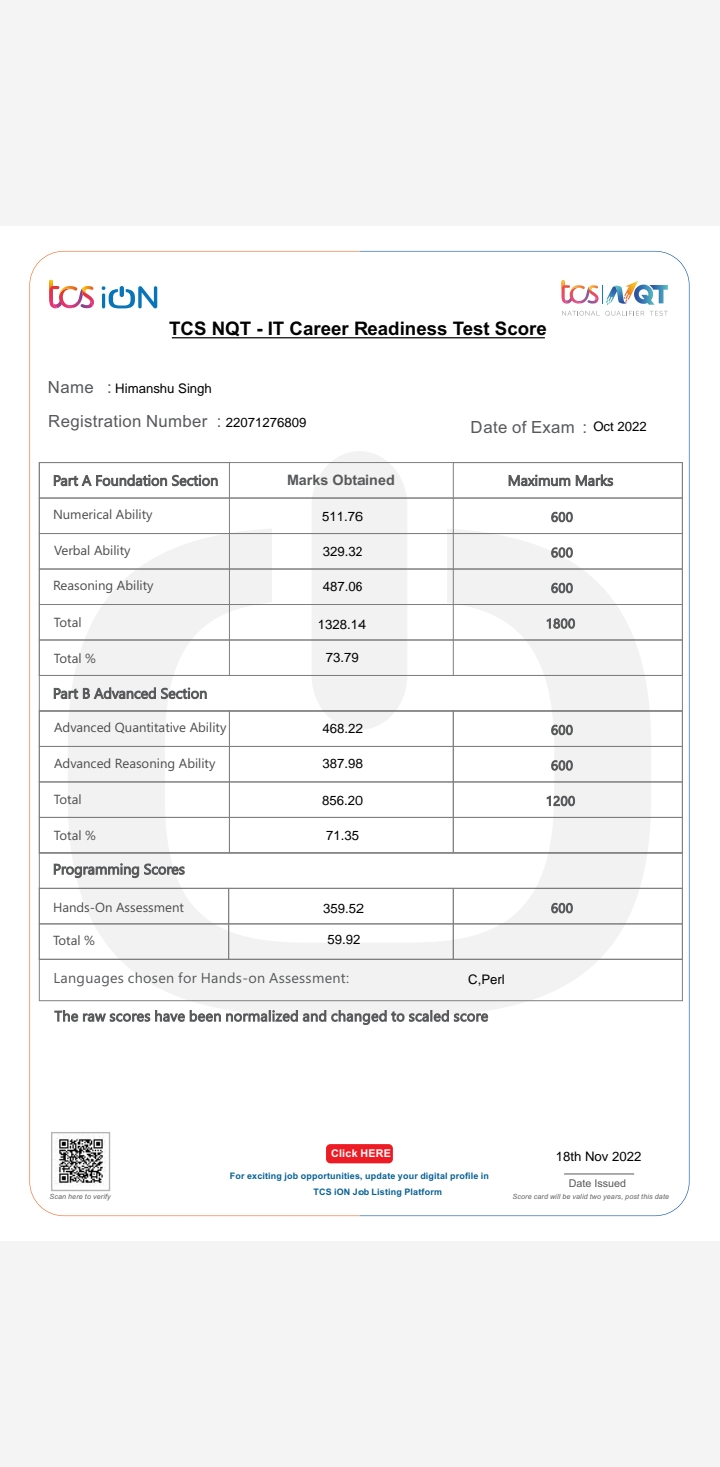 tcs iON
tcs | NQT
NATIONAL QUALIFIER TEST
TCS NQT - IT Career Readiness Test Score
Name : Himanshu Singh
Registration Number : 22071276809
Date of Exam : Oct 2022
Part A Foundation Section Marks Obtained Maximum Marks
Numerical Ability 511.76 600
Verbal Ability 329.32 600
Reasoning Ability 487.06 600
Total 1328.14 1800
Total % 73.79
Part B Advanced Section
Advanced Quantitative Ability 468.22 600
Advanced Reasoning Ability 387.98 600
Total 856.20 1200
Total % 71.35
Programming Scores
Hands-On Assessment 359.52 600
Total % 59.92
Languages chosen for Hands-on Assessment: C,Perl
The raw scores have been normalized and changed to scaled score
Scan here to verify
Click HERE
For exciting job opportunities, update your digital profile in
TCS iON Job Listing Platform
18th Nov 2022
Date Issued
Score card will be valid two years, post this date